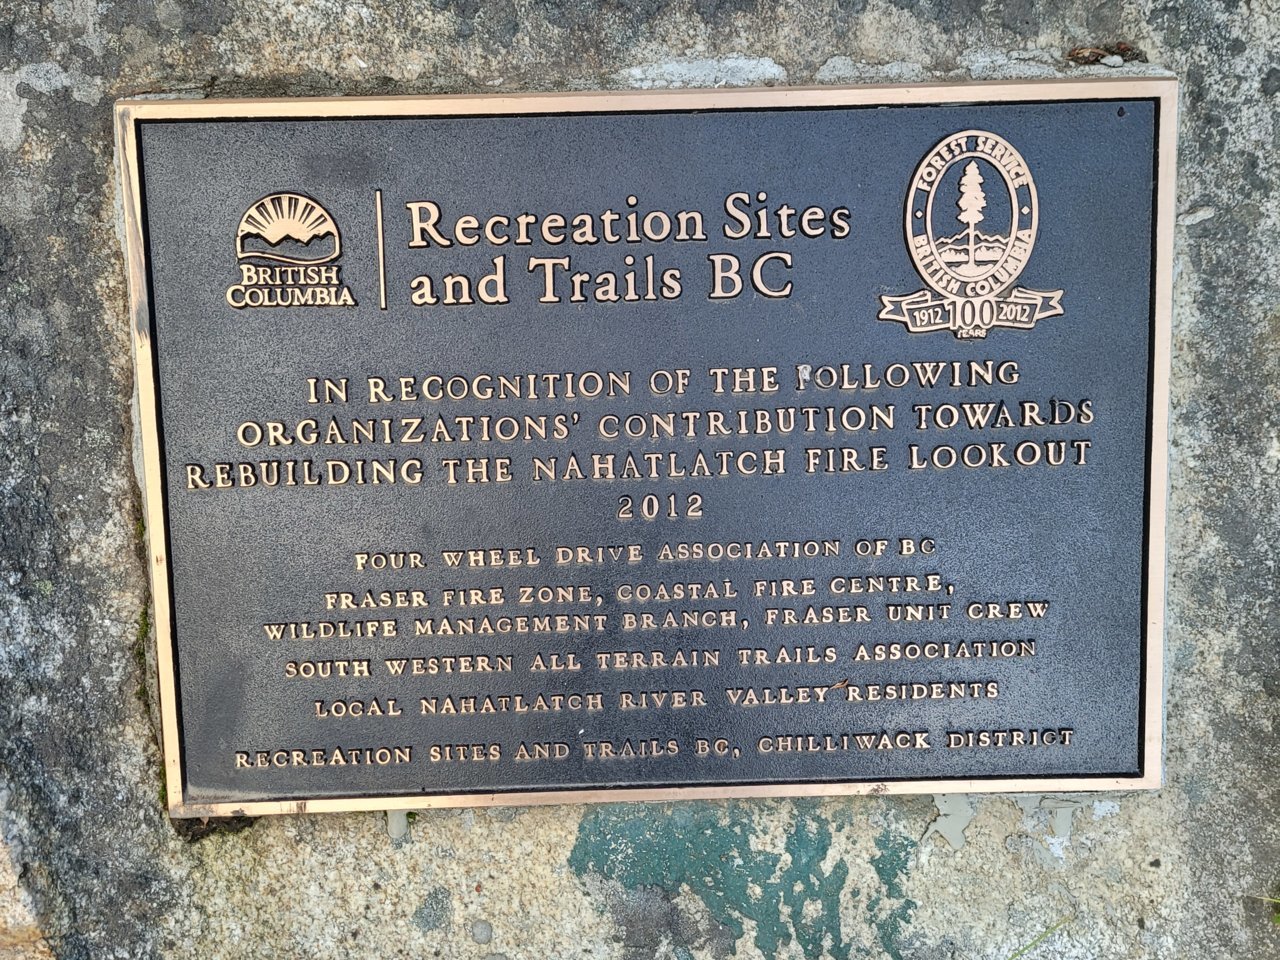 BRITISH
COLUMBIA
Recreation Sites
and Trails BC
FOREST SERVICE
BRITISH COLUMBIA
1912 100 2012
YEARS
IN RECOGNITION OF THE FOLLOWING
ORGANIZATIONS' CONTRIBUTION TOWARDS
REBUILDING THE NAHATLATCH FIRE LOOKOUT
2012
FOUR WHEEL DRIVE ASSOCIATION OF BC
FRASER FIRE ZONE, COASTAL FIRE CENTRE,
WILDLIFE MANAGEMENT BRANCH, FRASER UNIT CREW
SOUTH WESTERN ALL TERRAIN TRAILS ASSOCIATION
LOCAL NAHATLATCH RIVER VALLEY RESIDENTS
RECREATION SITES AND TRAILS BC, CHILLIWACK DISTRICT